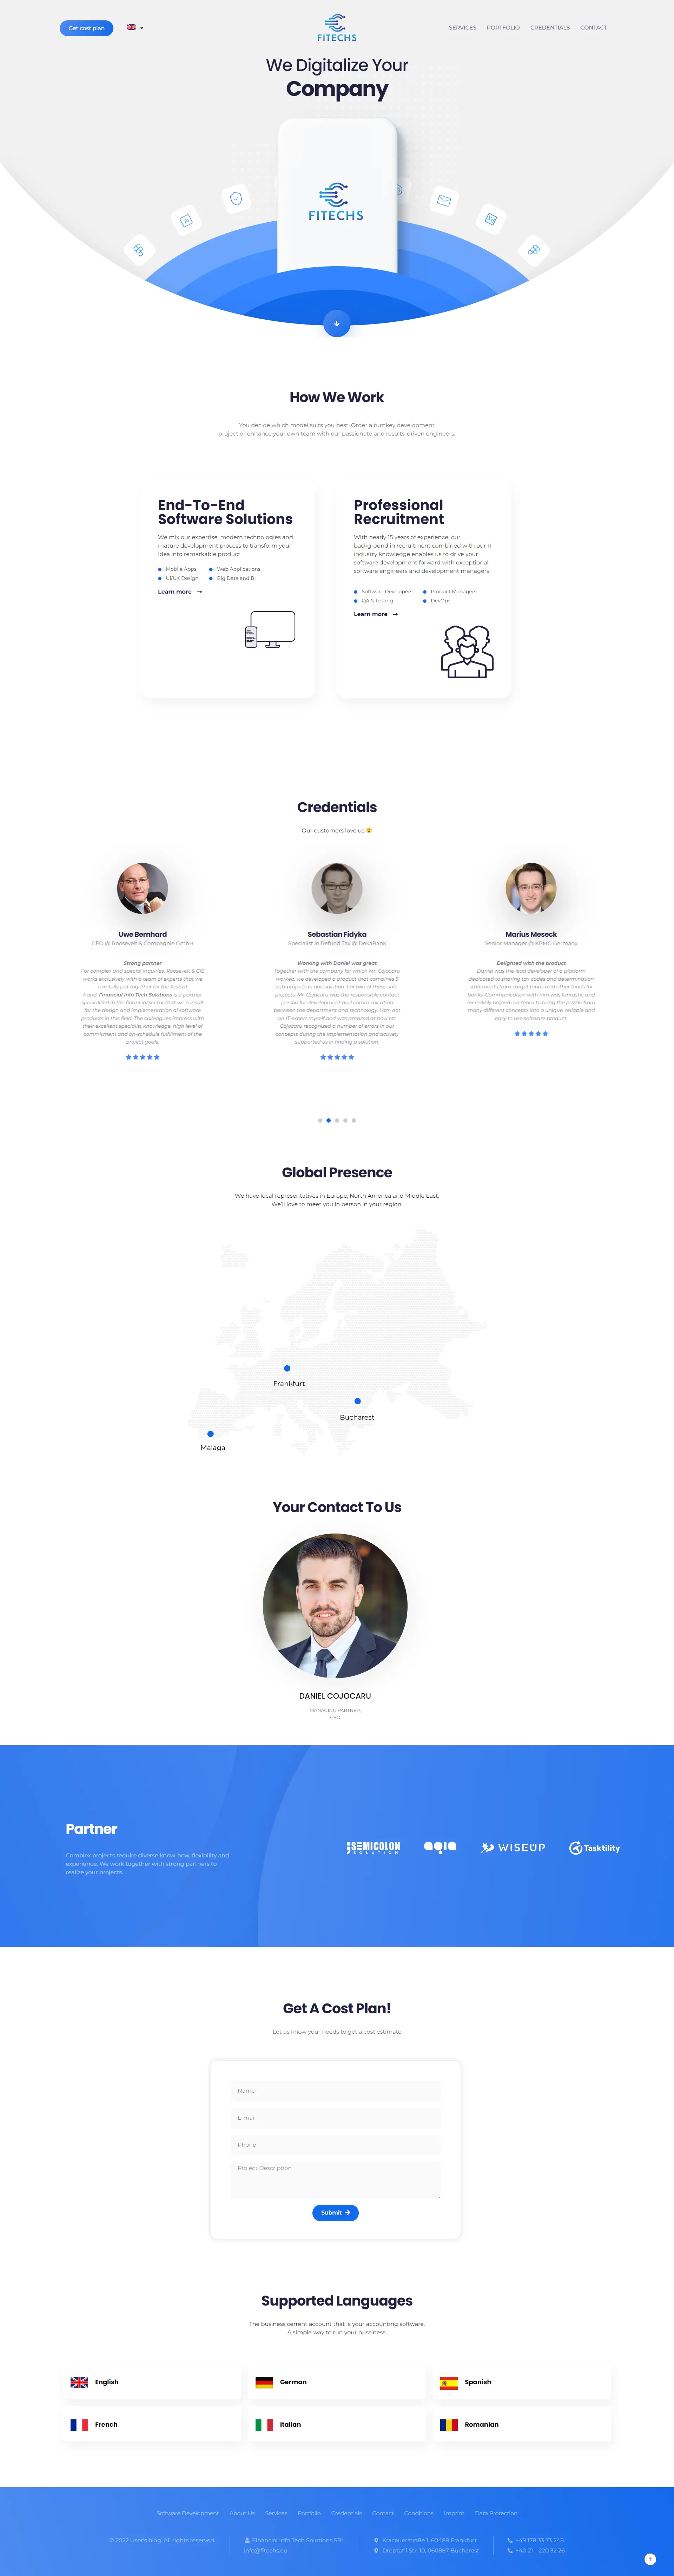 Get cost plan
FITECHS
SERVICES PORTFOLIO CREDENTIALS CONTACT
We Digitalize Your
Company
FITECHS
How We Work
You decide which model suits you best. Order a turnkey development
project or enhance your own team with our passionate and results-driven engineers.
End-To-End
Software Solutions
We mix our expertise, modern technologies and
mature development process to transform your
idea into remarkable product.
Mobile Apps
Web Applications
UI/UX Design
Big Data and BI
Learn more
Professional
Recruitment
With nearly 15 years of experience, our
background in recruitment combined with our IT
industry knowledge enables us to drive your
software development forward with exceptional
software engineers and development managers.
Software Developers
Product Managers
QA & Testing
DevOps
Learn more
Credentials
Our customers love us 🙂
Uwe Bernhard
CEO @ Roosevelt & Compagnie GmbH
Strong partner
For complex and special inquiries, Roosevelt & CIE
works exclusively with a team of experts that we
carefully put together for the task at
hand. Financial Info Tech Solutions is a partner
specialised in the financial sector that we consult
for the design and implementation of software
products in this field. The colleagues impress with
their excellent specialist knowledge, high level of
commitment and on schedule fulfillment of the
project goals.
Sebastian Fidyka
Specialist in Refund Tax @ DekaBank
Working with Daniel was great
Together with the company for which Mr. Cojocaru
worked, we developed a product that combines 2
sub-projects in one solution. For two of these sub-
projects, Mr. Cojocaru was the responsible contact
person for development and communication
between the department and technology. I am not
an IT expert myself and was amazed at how Mr.
Cojocaru recognized a number of errors in our
concepts during the implementation and actively
supported us in finding a solution.
Marius Meseck
Senior Manager @ KPMG Germany
Delighted with the product
Daniel was the lead developer of a platform
dedicated to sharing tax codes and determination
statements from Target funds and other funds for
banks. Communication with him was fantastic and
incredibly helped our team to bring the puzzle from
many different concepts into a unique, reliable and
easy to use software product.
Global Presence
We have local representatives in Europe, North America and Middle East.
We'll love to meet you in person in your region.
Frankfurt
Bucharest
Malaga
Your Contact To Us
DANIEL COJOCARU
MANAGING PARTNER,
CEO
Partner
Complex projects require diverse know-how, flexibility and
experience. We work together with strong partners to
realize your projects.
SEMICOLON
SOLUTION
WISEUP
Tasktility
Get A Cost Plan!
Let us know your needs to get a cost estimate
Name
E-mail
Phone
Project Description
Submit
Supported Languages
The business cerrent account that is your accounting software.
A simple way to run your bussiness.
English
German
Spanish
French
Italian
Romanian
Software Development About Us Services Portfolio Credentials Contact Conditions Imprint Data Protection
© 2022 User's blog. All rights reserved.
Financial Info Tech Solutions SRL.
info@fitechs.eu
Kracauerstraße 1, 60488 Frankfurt
Dreptatii Str. 10, 060887 Bucharest
+49 178 33 73 248
+40 21 - 220 32 26